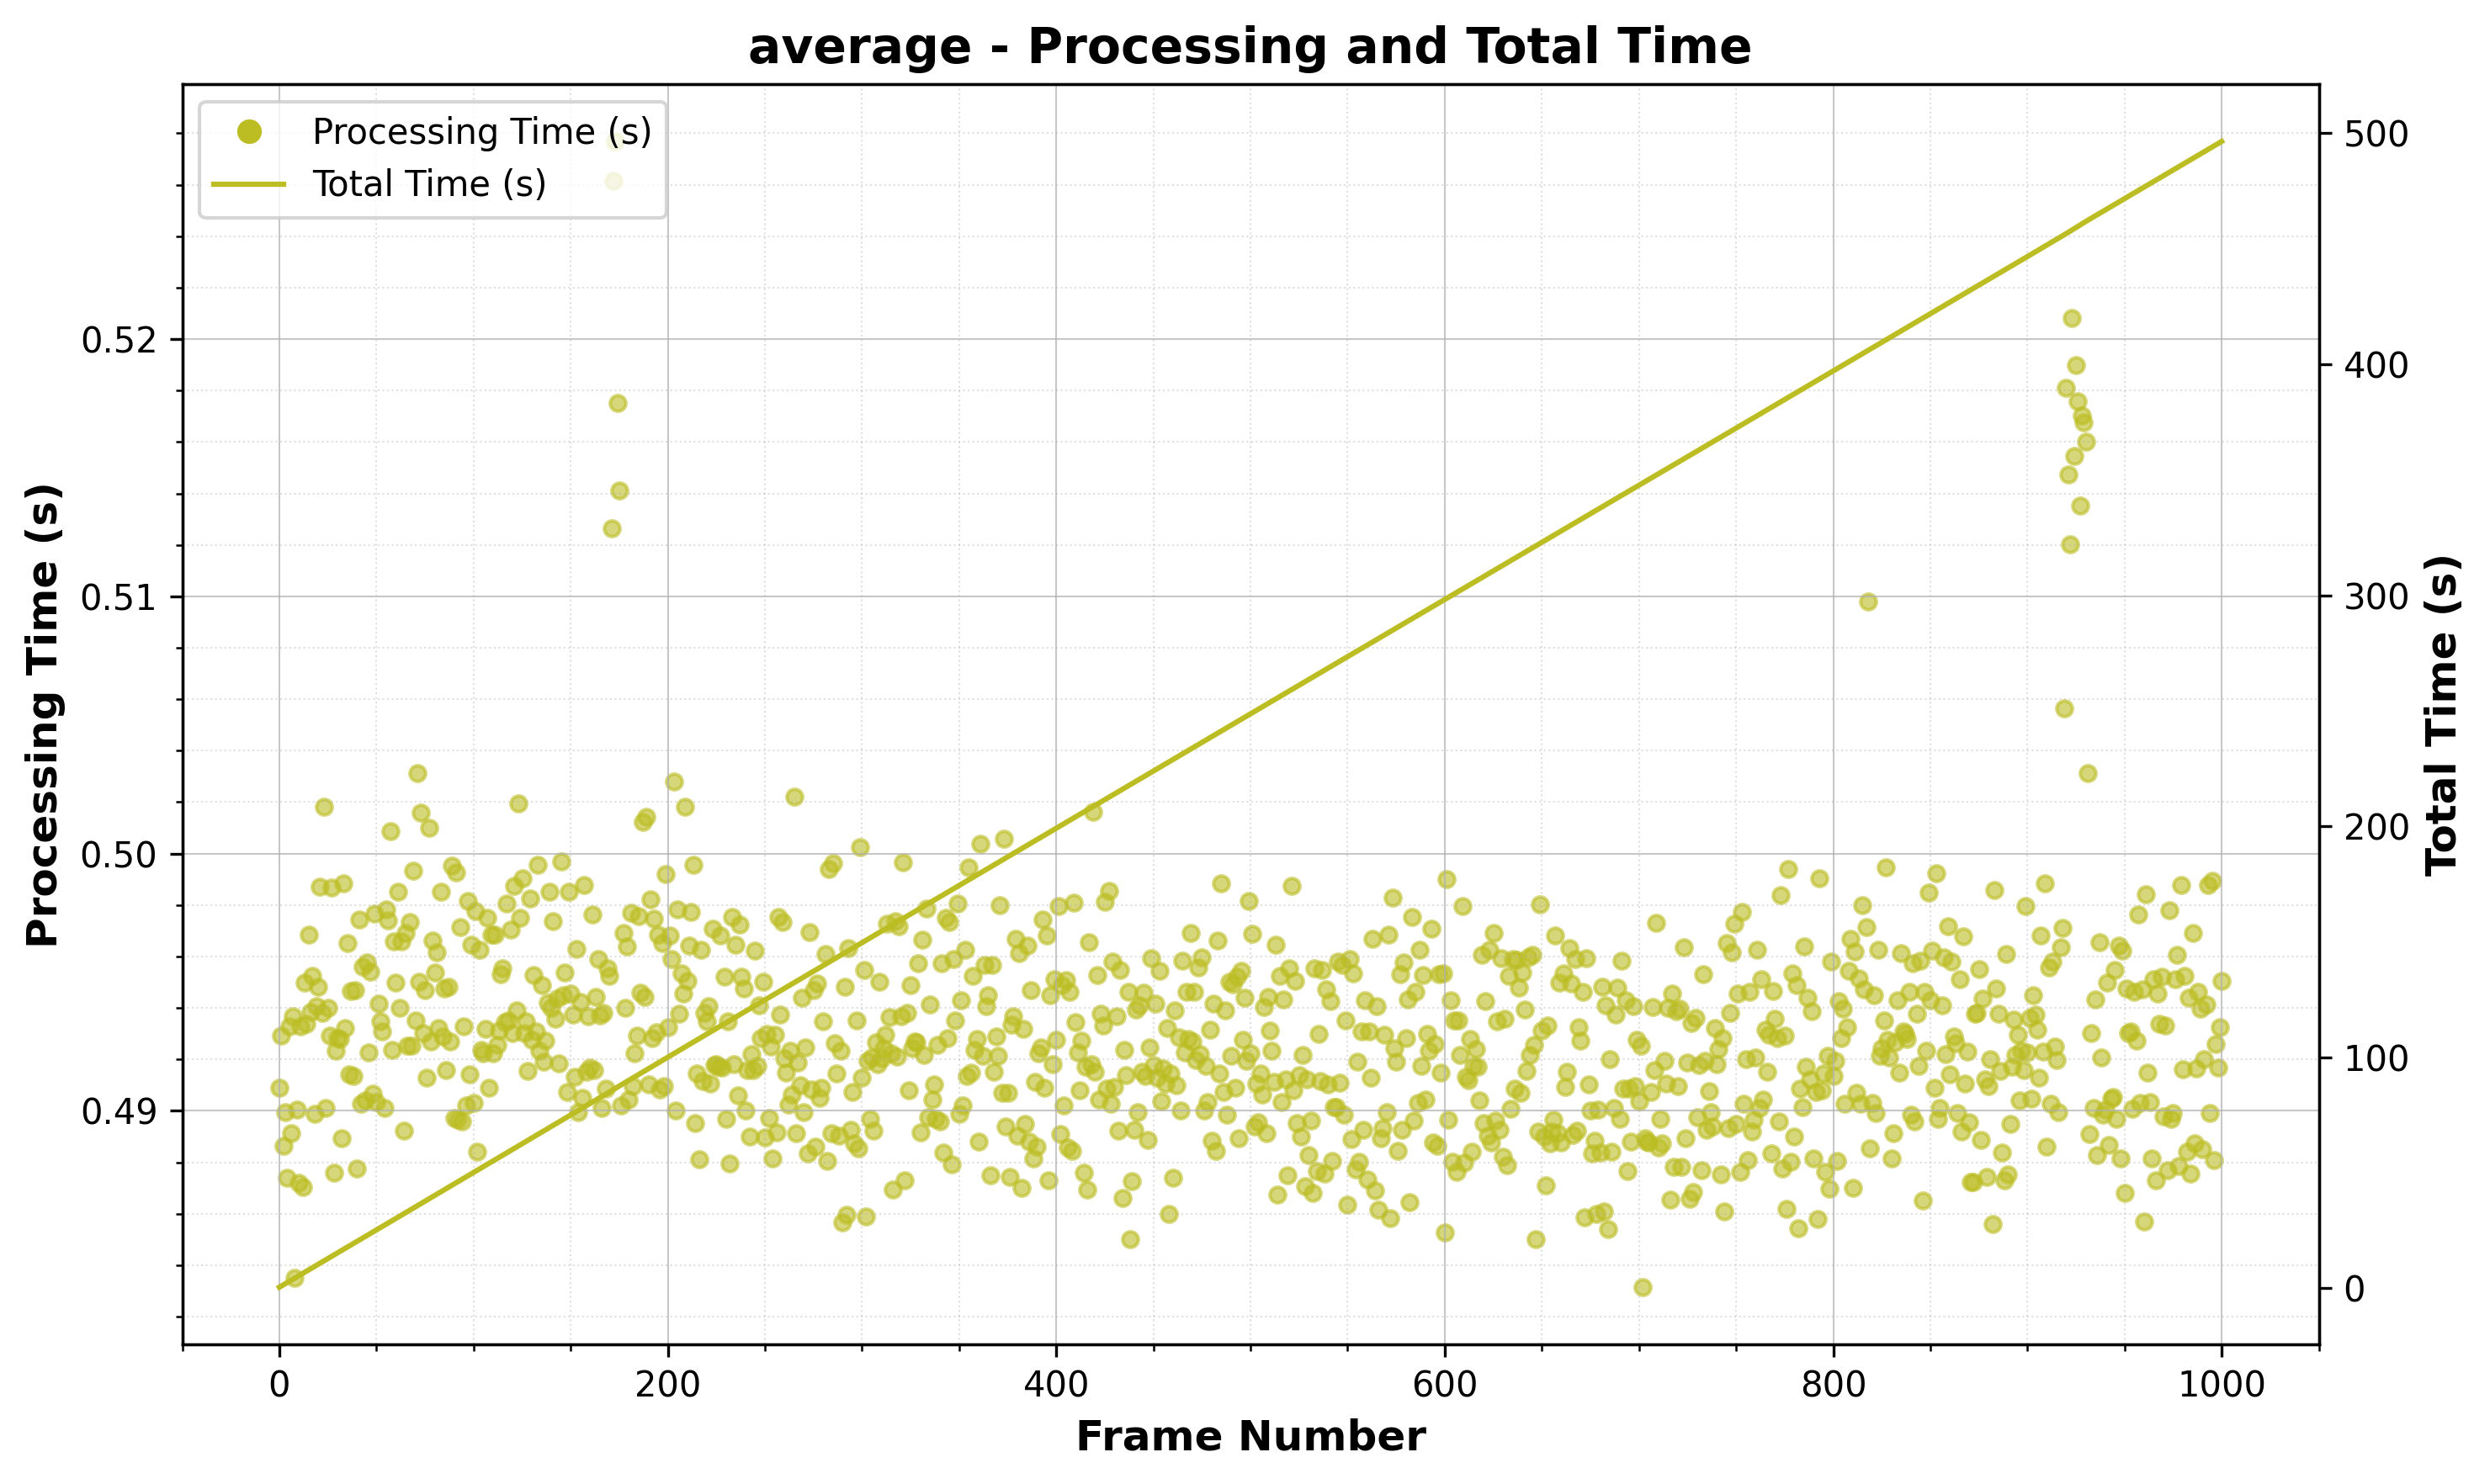 average - Processing and Total Time
Processing Time (s)
Total Time (s)
Processing Time (s)
0.52
0.51
0.50
0.49
500
400
300
200
100
0
Total Time (s)
0
200
400
600
800
1000
Frame Number